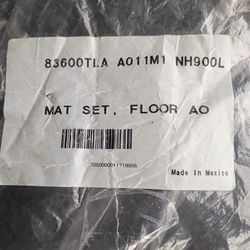 83600TLA A011M1 NH900L
MAT SET, FLOOR AO
Made in Mexico